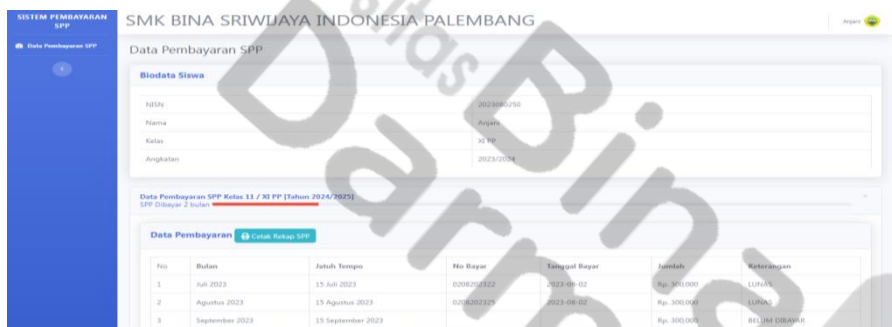 SISTEM PEMBAYARAN SPP
SMK BINA SRIWIJAYA INDONESIA PALEMBANG
Anjani
Data Pembayaran SPP
Data Pembayaran SPP
Biodata Siswa
NISN 2023080250
Nama Anjani
Kelas XI PP
Angkatan 2023/2024
Data Pembayaran SPP Kelas 11 / XI PP (Tahun 2024/2025)
SPP Dibayar 2 bulan
Data Pembayaran Cetak Rekap SPP
No Bulan Jatuh Tempo No Bayar Tanggal Bayar Jumlah Keterangan
1 Juli 2023 15 Juli 2023 0208202322 2023-08-02 Rp. 300,000 LUNAS
2 Agustus 2023 15 Agustus 2023 0208202325 2023-08-02 Rp. 300,000 LUNAS
3 September 2023 15 September 2023 Rp. 300,000 BELUM DIBAYAR
Bina